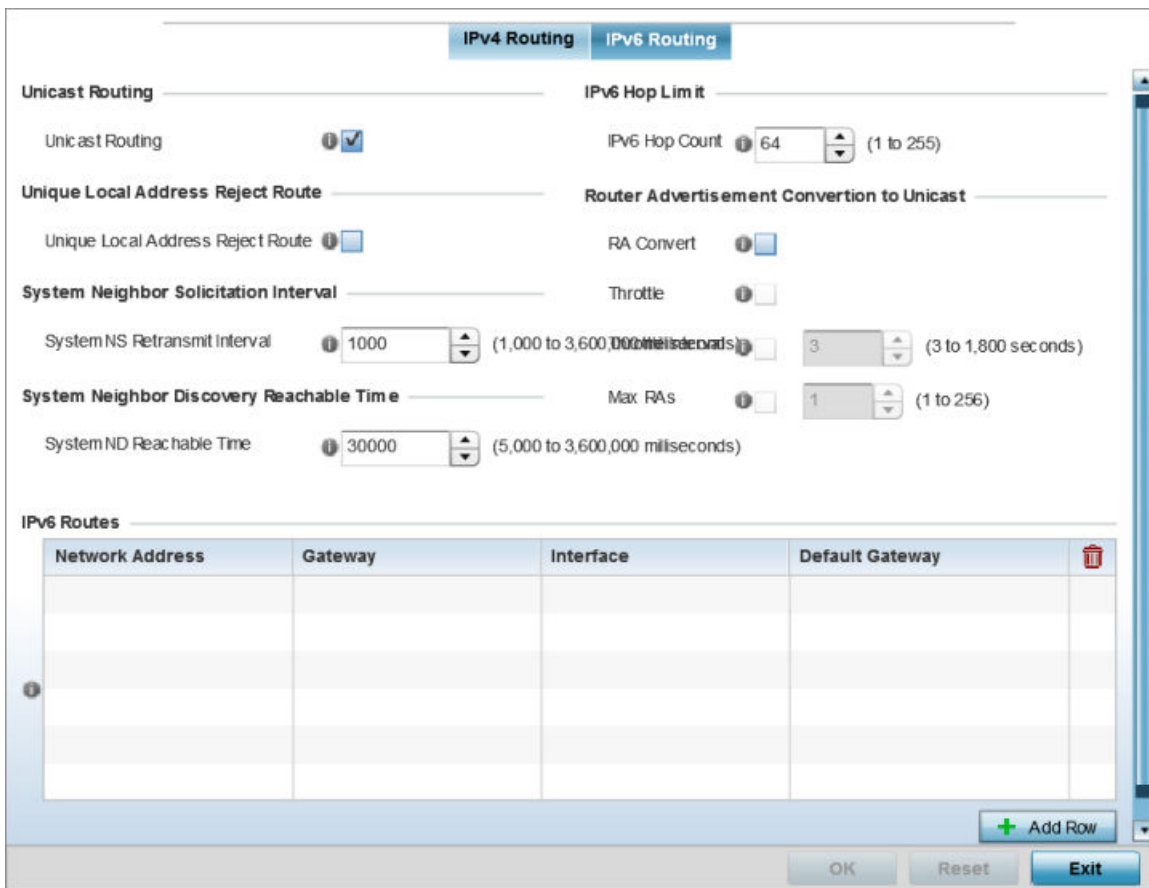 IPv4 Routing IPv6 Routing
Unicast Routing
Unicast Routing
Unique Local Address Reject Route
Unique Local Address Reject Route
System Neighbor Solicitation Interval
System NS Retransmit Interval 1000 (1,000 to 3,600,000 milliseconds)
System Neighbor Discovery Reachable Time
System ND Reachable Time 30000 (5,000 to 3,600,000 milliseconds)
IPv6 Hop Limit
IPv6 Hop Count 64 (1 to 255)
Router Advertisement Convertion to Unicast
RA Convert
Throttle
3 (3 to 1,800 seconds)
Max RAs 1 (1 to 256)
IPv6 Routes
Network Address Gateway Interface Default Gateway
Add Row
OK Reset Exit